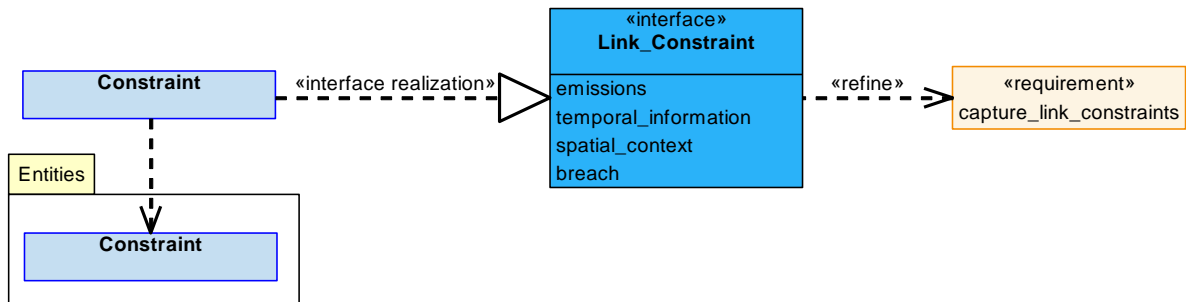 «interface»
Link_Constraint
Constraint
«interface realization»
emissions
temporal_information
spatial_context
breach
«refine»
«requirement»
capture_link_constraints
Entities
Constraint